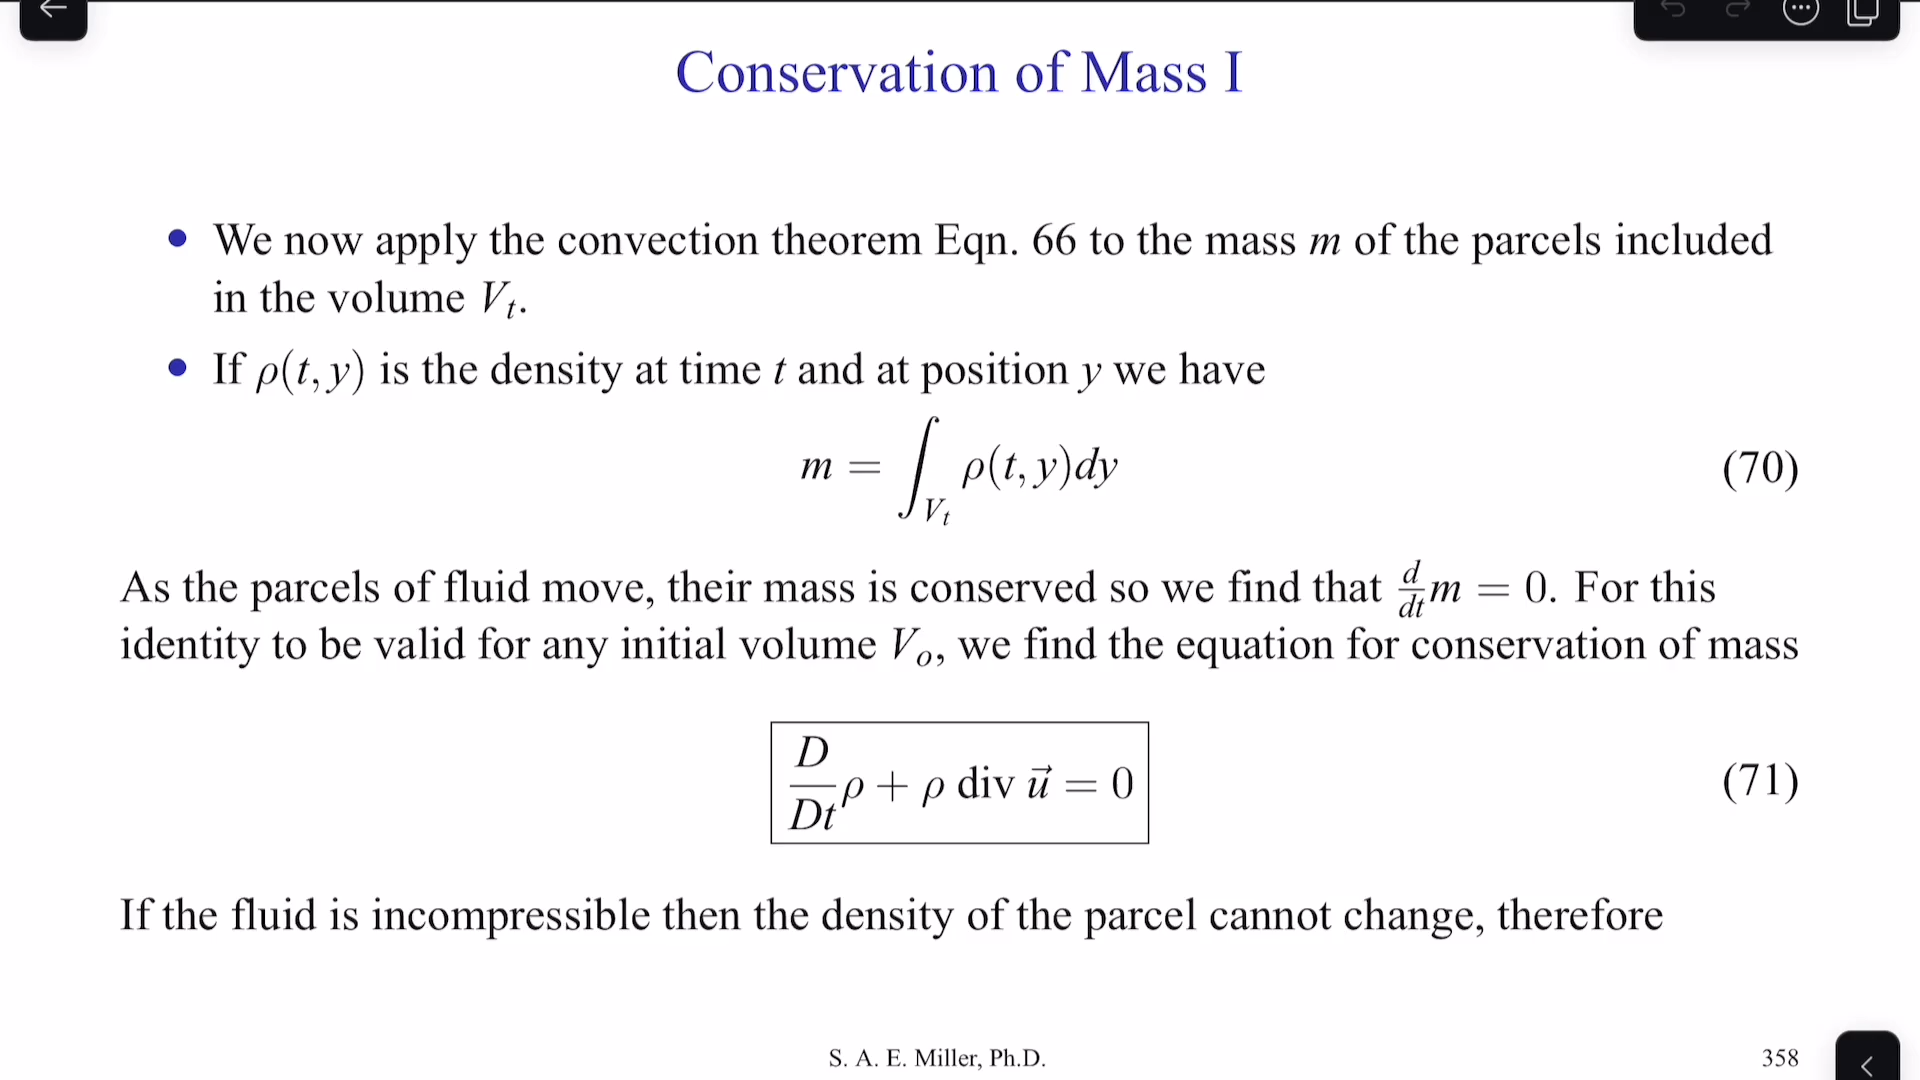 Conservation of Mass I
• We now apply the convection theorem Eqn. 66 to the mass m of the parcels included
in the volume V_t.
• If ρ(t, y) is the density at time t and at position y we have
m = ∫_{V_t} ρ(t, y)dy (70)
As the parcels of fluid move, their mass is conserved so we find that \frac{d}{dt}m = 0. For this
identity to be valid for any initial volume V_o, we find the equation for conservation of mass
\frac{D}{Dt}ρ + ρ div \vec{u} = 0 (71)
If the fluid is incompressible then the density of the parcel cannot change, therefore
S. A. E. Miller, Ph.D. 358